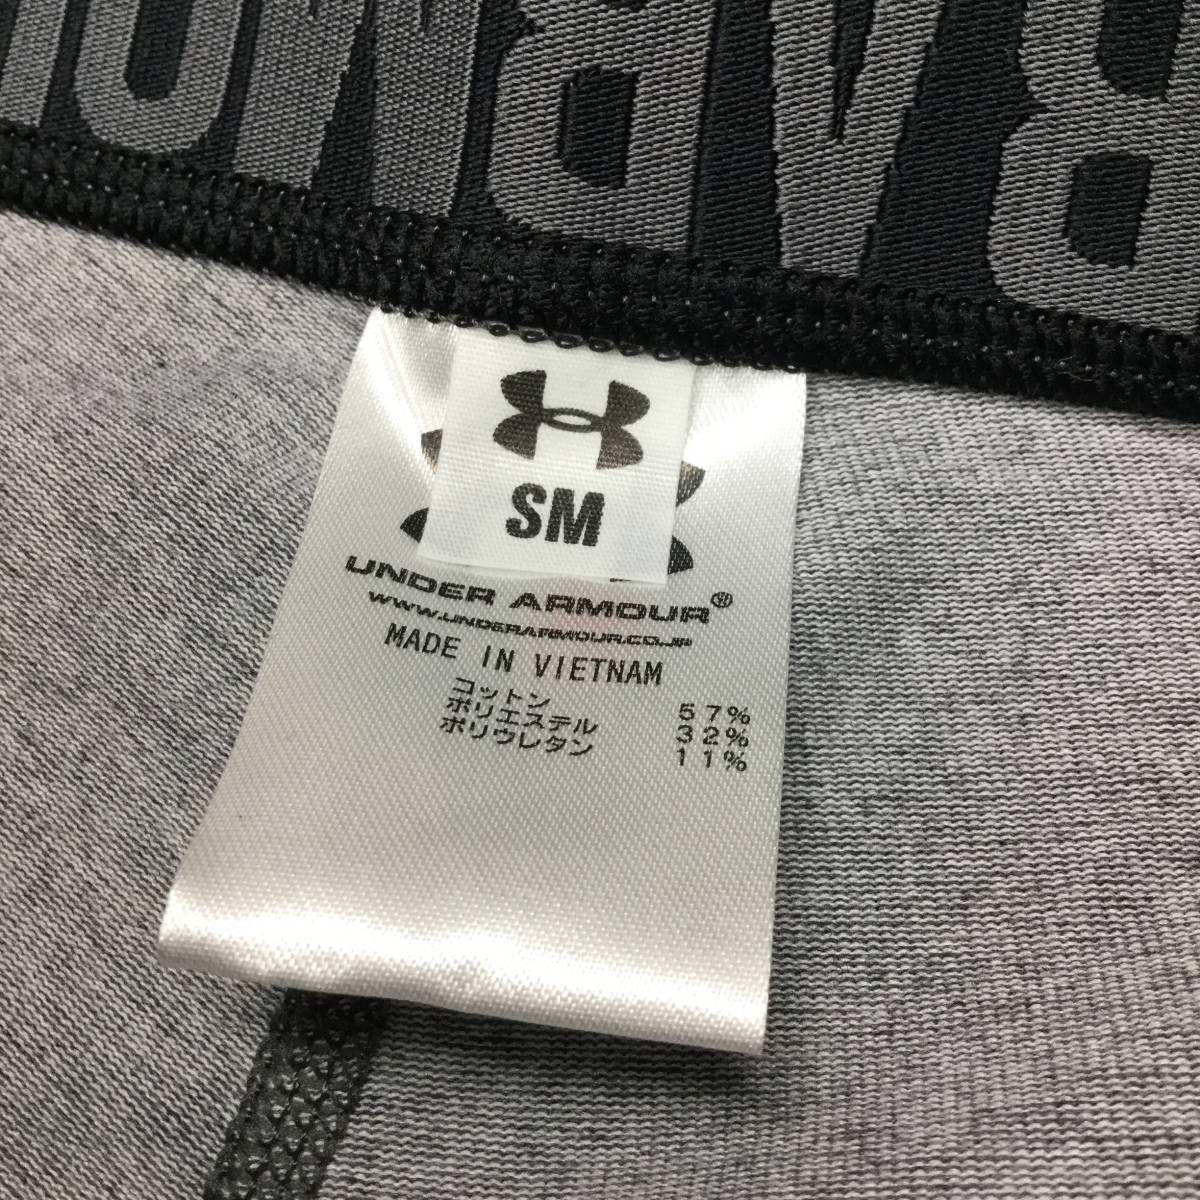 SM
UNDER ARMOUR®
WWW.UNDERARMOUR.CO.JP
MADE IN VIETNAM
コットン 57%
ポリエステル 32%
ポリウレタン 11%